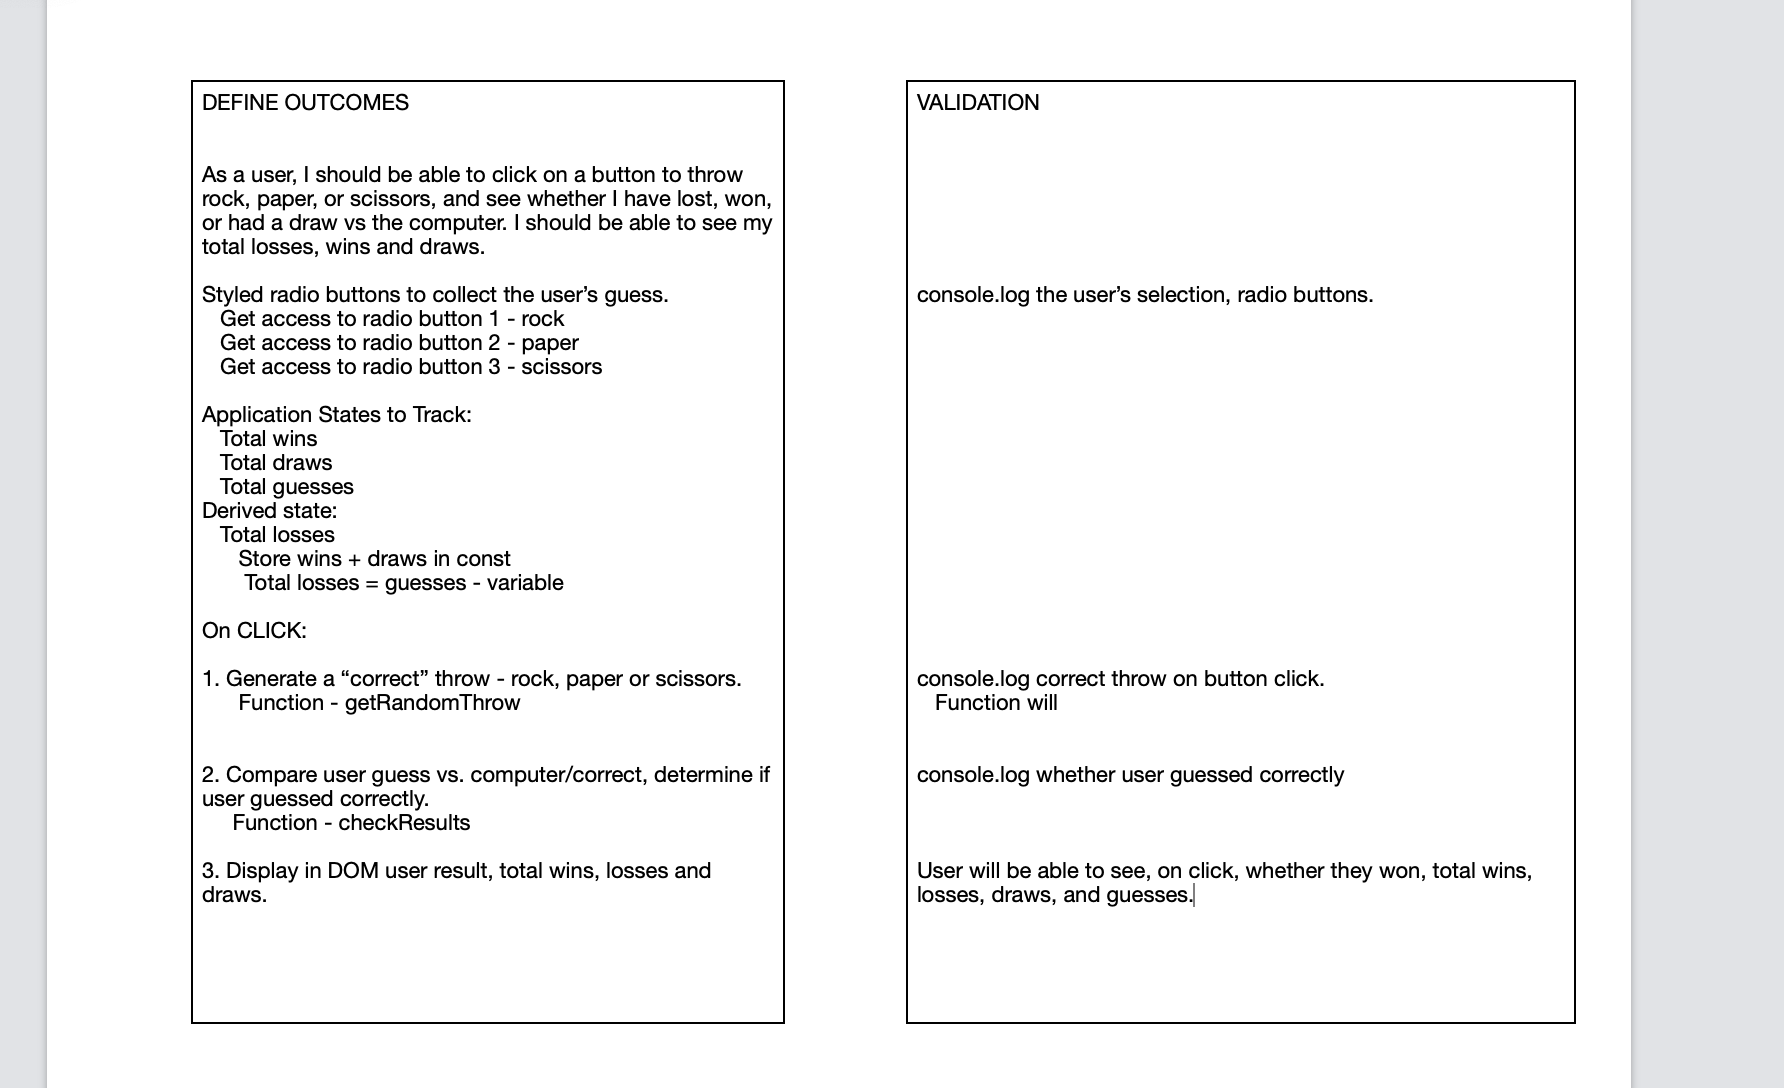 DEFINE OUTCOMES
As a user, I should be able to click on a button to throw
rock, paper, or scissors, and see whether I have lost, won,
or had a draw vs the computer. I should be able to see my
total losses, wins and draws.
Styled radio buttons to collect the user’s guess.
Get access to radio button 1 - rock
Get access to radio button 2 - paper
Get access to radio button 3 - scissors
Application States to Track:
Total wins
Total draws
Total guesses
Derived state:
Total losses
Store wins + draws in const
Total losses = guesses - variable
On CLICK:
1. Generate a “correct” throw - rock, paper or scissors.
Function - getRandomThrow
2. Compare user guess vs. computer/correct, determine if
user guessed correctly.
Function - checkResults
3. Display in DOM user result, total wins, losses and
draws.
VALIDATION
console.log the user’s selection, radio buttons.
console.log correct throw on button click.
Function will
console.log whether user guessed correctly
User will be able to see, on click, whether they won, total wins,
losses, draws, and guesses.